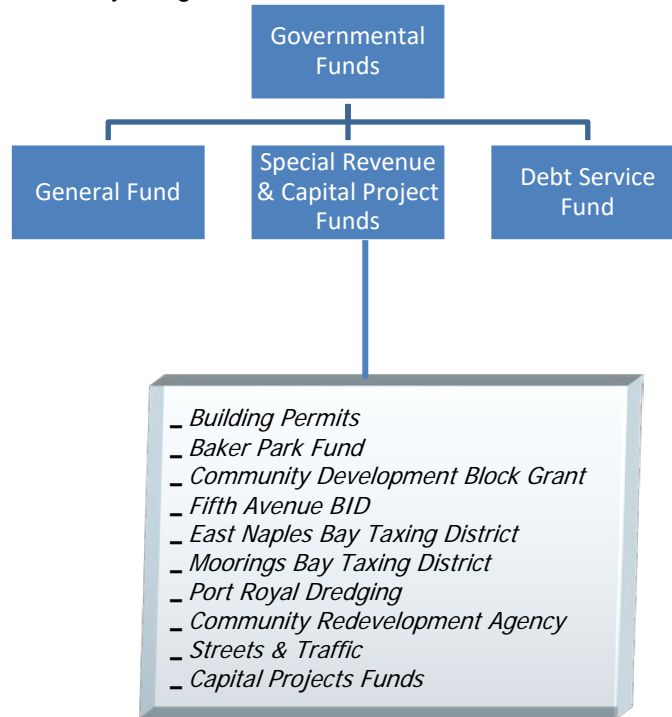 Governmental
Funds
General Fund
Special Revenue
& Capital Project
Funds
Debt Service
Fund
_ Building Permits
_ Baker Park Fund
_ Community Development Block Grant
_ Fifth Avenue BID
_ East Naples Bay Taxing District
_ Moorings Bay Taxing District
_ Port Royal Dredging
_ Community Redevelopment Agency
_ Streets & Traffic
_ Capital Projects Funds